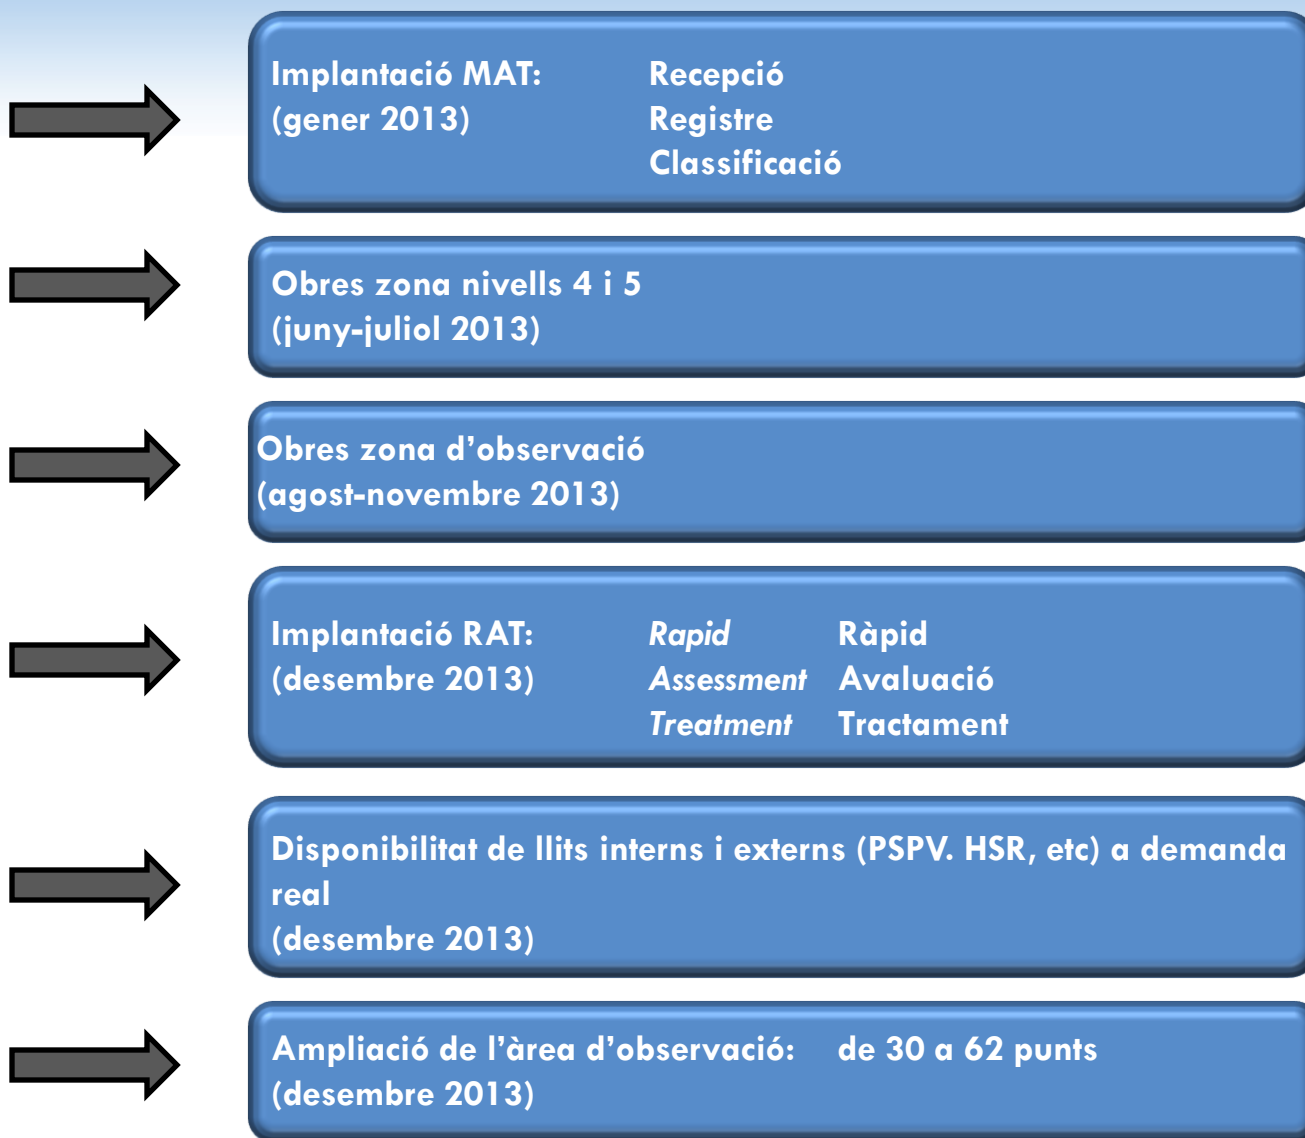 Implantació MAT: Recepció
(gener 2013) Registre
Classificació
Obres zona nivells 4 i 5
(juny-juliol 2013)
Obres zona d’observació
(agost-novembre 2013)
Implantació RAT: Rapid Ràpid
(desembre 2013) Assessment Avaluació
Treatment Tractament
Disponibilitat de llits interns i externs (PSPV. HSR, etc) a demanda
real
(desembre 2013)
Ampliació de l’àrea d’observació: de 30 a 62 punts
(desembre 2013)